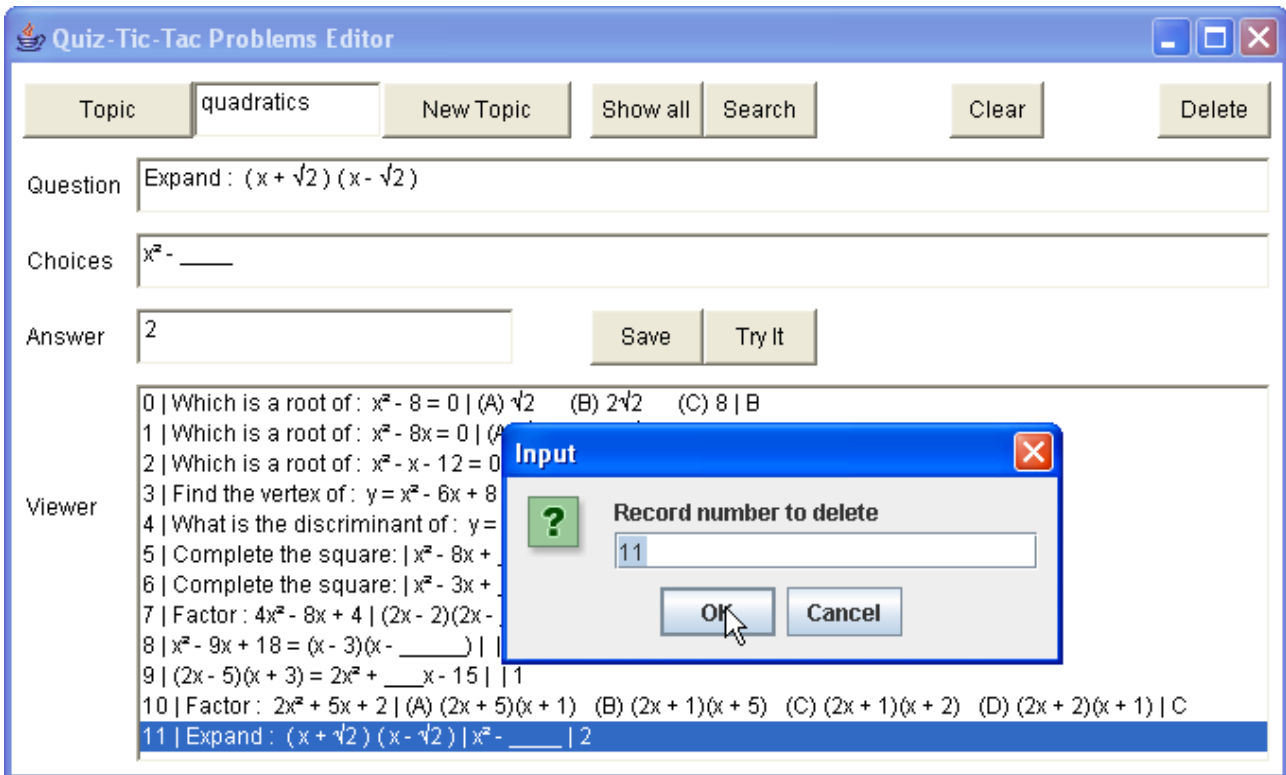 Quiz-Tic-Tac Problems Editor
Topic quadratics New Topic Show all Search Clear Delete
Question Expand : ( x + √2 ) ( x - √2 )
Choices x² - ____
Answer 2 Save Try It
Viewer
0 | Which is a root of : x² - 8 = 0 | (A) √2 (B) 2√2 (C) 8 | B
1 | Which is a root of : x² - 8x = 0 | (A
2 | Which is a root of : x² - x - 12 = 0
3 | Find the vertex of : y = x² - 6x + 8
4 | What is the discriminant of : y =
5 | Complete the square: | x² - 8x + _
6 | Complete the square: | x² - 3x + _
7 | Factor : 4x² - 8x + 4 | (2x - 2)(2x - _
8 | x² - 9x + 18 = (x - 3)(x - ______) | |
9 | (2x - 5)(x + 3) = 2x² + ___x - 15 | | 1
10 | Factor : 2x² + 5x + 2 | (A) (2x + 5)(x + 1) (B) (2x + 1)(x + 5) (C) (2x + 1)(x + 2) (D) (2x + 2)(x + 1) | C
11 | Expand : ( x + √2 ) ( x - √2 ) | x² - _____ | 2
Input
Record number to delete
11
OK Cancel